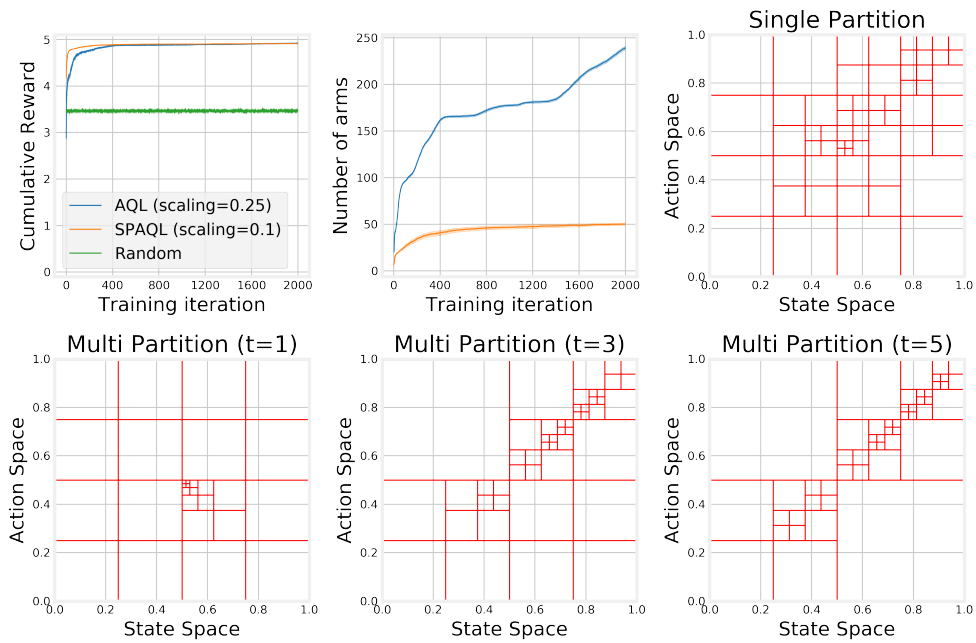 Cumulative Reward
5
4
3
2
1
0
AQL (scaling=0.25)
SPAQL (scaling=0.1)
Random
0 400 800 1200 1600 2000
Training iteration
Number of arms
250
200
150
100
50
0
0 400 800 1200 1600 2000
Training iteration
Single Partition
Action Space
1.0
0.8
0.6
0.4
0.2
0.0
0.0 0.2 0.4 0.6 0.8 1.0
State Space
Multi Partition (t=1)
Action Space
1.0
0.8
0.6
0.4
0.2
0.0
0.0 0.2 0.4 0.6 0.8 1.0
State Space
Multi Partition (t=3)
Action Space
1.0
0.8
0.6
0.4
0.2
0.0
0.0 0.2 0.4 0.6 0.8 1.0
State Space
Multi Partition (t=5)
Action Space
1.0
0.8
0.6
0.4
0.2
0.0
0.0 0.2 0.4 0.6 0.8 1.0
State Space